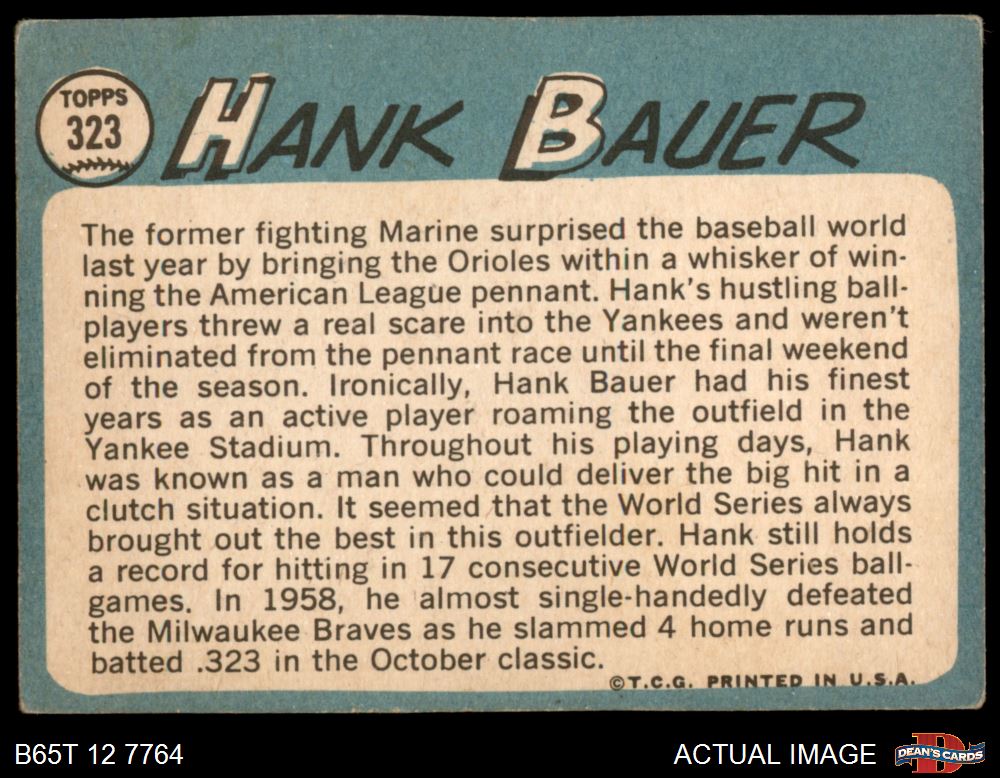 TOPPS
323
HANK BAUER
The former fighting Marine surprised the baseball world
last year by bringing the Orioles within a whisker of win-
ning the American League pennant. Hank's hustling ball-
players threw a real scare into the Yankees and weren't
eliminated from the pennant race until the final weekend
of the season. Ironically, Hank Bauer had his finest
years as an active player roaming the outfield in the
Yankee Stadium. Throughout his playing days, Hank
was known as a man who could deliver the big hit in a
clutch situation. It seemed that the World Series always
brought out the best in this outfielder. Hank still holds
a record for hitting in 17 consecutive World Series ball-
games. In 1958, he almost single-handedly defeated
the Milwaukee Braves as he slammed 4 home runs and
batted .323 in the October classic.
©T.C.G. PRINTED IN U.S.A.
B65T 12 7764
ACTUAL IMAGE
D
DEAN'S CARDS